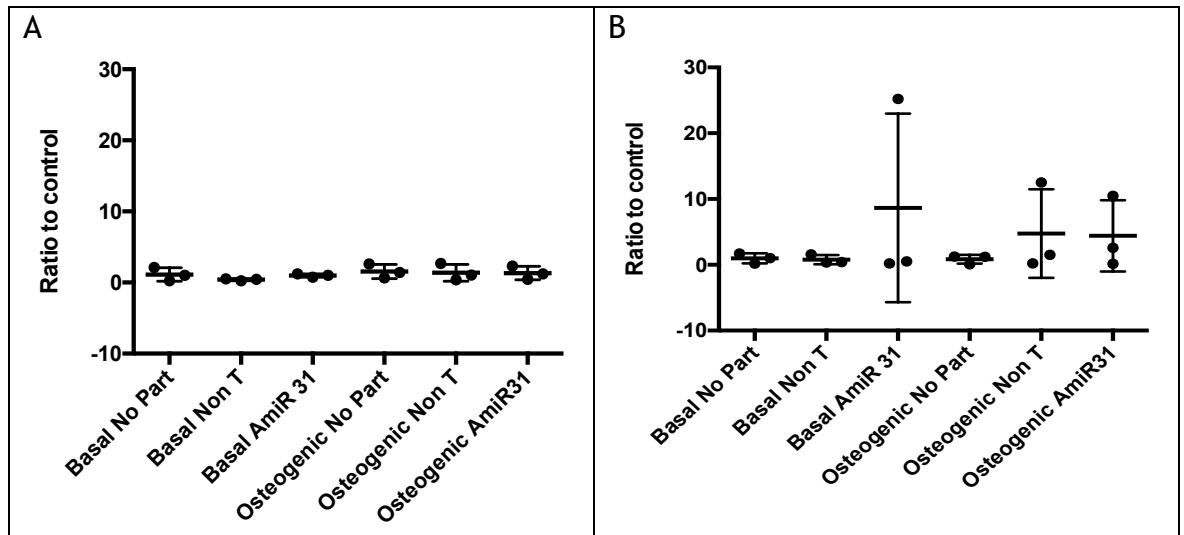 A
30
20
10
0
-10
Ratio to control
Basal No Part
Basal Non T
Basal AmiR 31
Osteogenic No Part
Osteogenic Non T
Osteogenic AmiR31
B
30
20
10
0
-10
Ratio to control
Basal No Part
Basal Non T
Basal AmiR 31
Osteogenic No Part
Osteogenic Non T
Osteogenic AmiR31